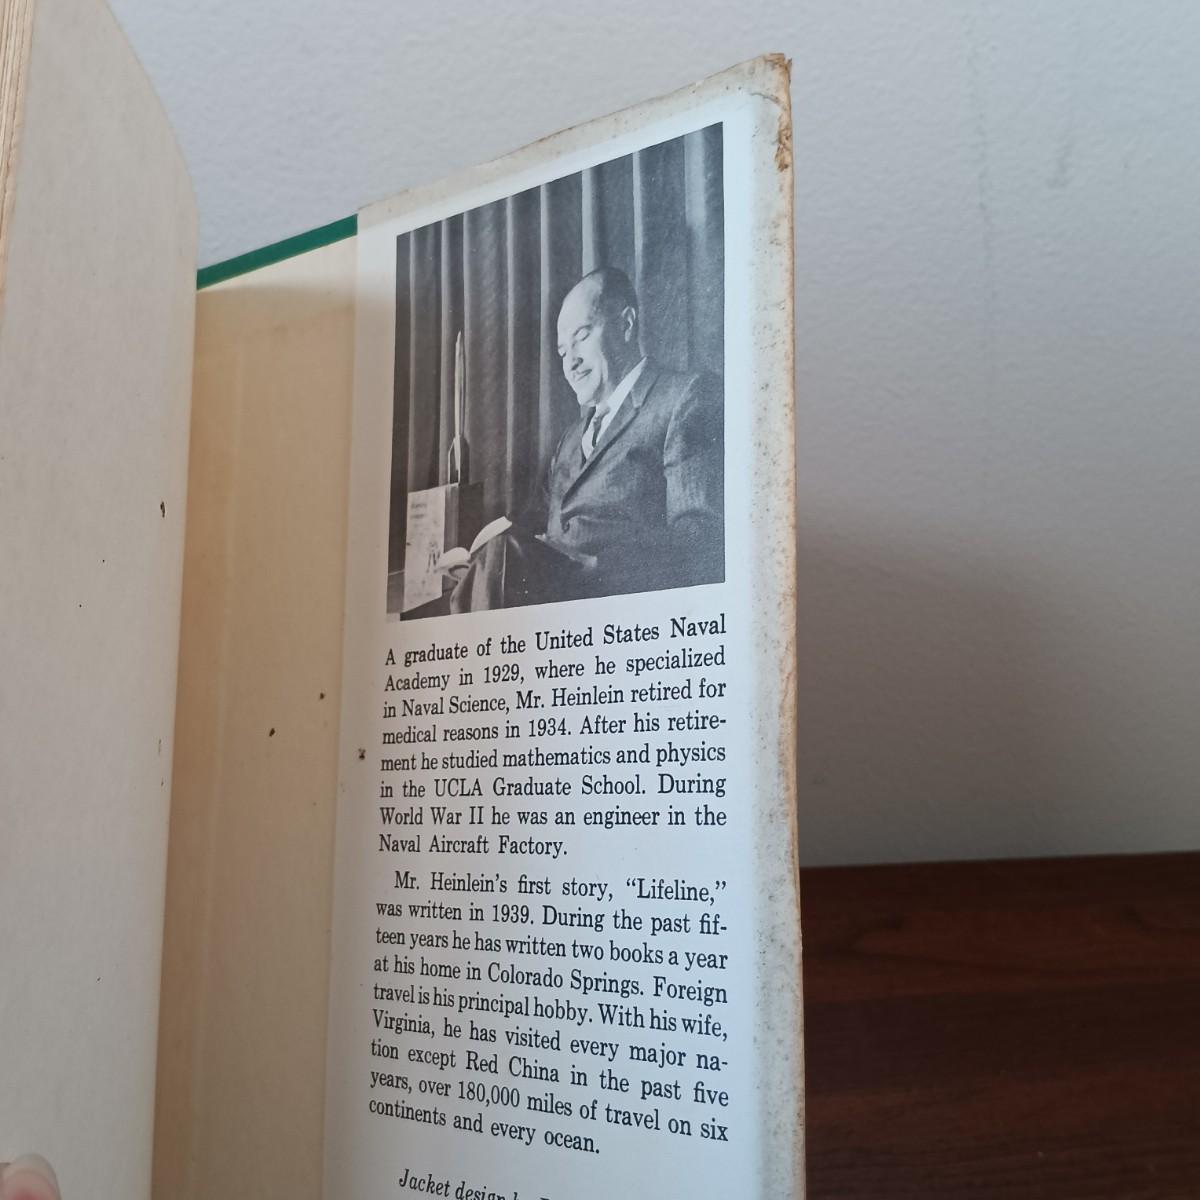 A graduate of the United States Naval
Academy in 1929, where he specialized
in Naval Science, Mr. Heinlein retired for
medical reasons in 1934. After his retire-
ment he studied mathematics and physics
in the UCLA Graduate School. During
World War II he was an engineer in the
Naval Aircraft Factory.
Mr. Heinlein's first story, “Lifeline,”
was written in 1939. During the past fif-
teen years he has written two books a year
at his home in Colorado Springs. Foreign
travel is his principal hobby. With his wife,
Virginia, he has visited every major na-
tion except Red China in the past five
years, over 180,000 miles of travel on six
continents and every ocean.
Jacket design